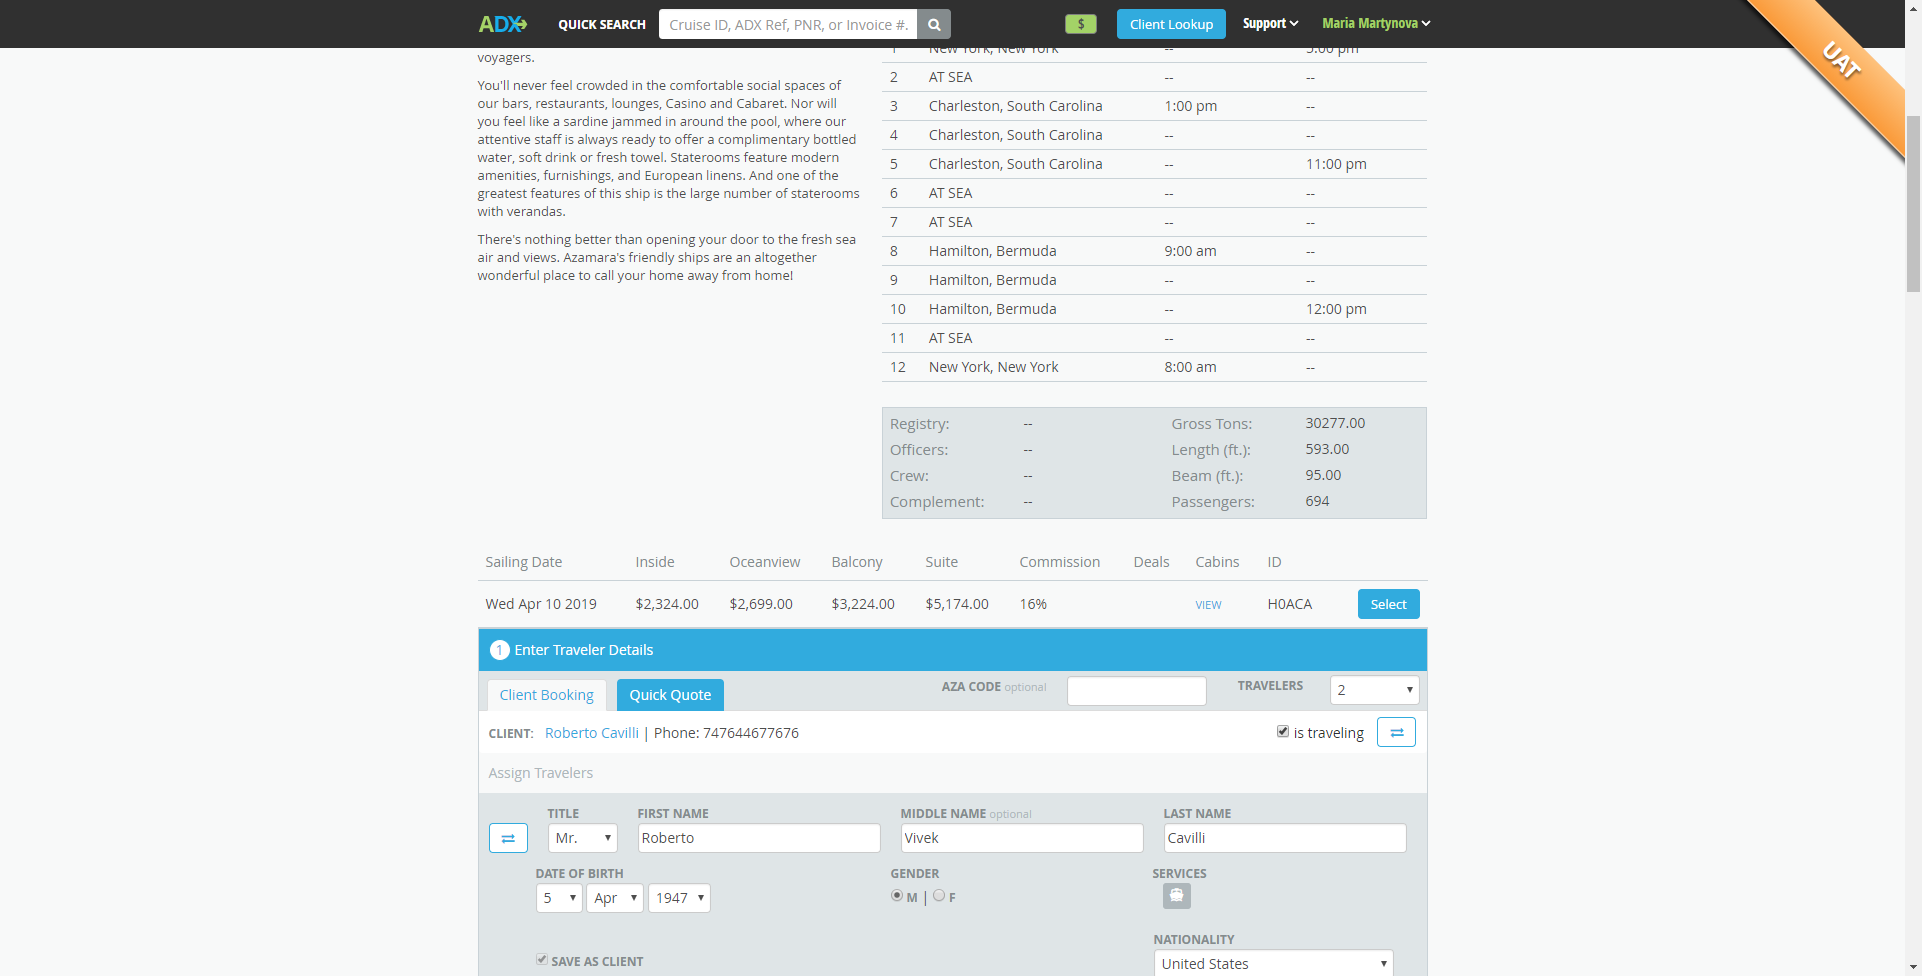 ADX QUICK SEARCH Cruise ID, ADX Ref, PNR, or Invoice #. $ Client Lookup Support Maria Martynova
UAT
voyagers.
You'll never feel crowded in the comfortable social spaces of
our bars, restaurants, lounges, Casino and Cabaret. Nor will
you feel like a sardine jammed in around the pool, where our
attentive staff is always ready to offer a complimentary bottled
water, soft drink or fresh towel. Staterooms feature modern
amenities, furnishings, and European linens. And one of the
greatest features of this ship is the large number of staterooms
with verandas.
There's nothing better than opening your door to the fresh sea
air and views. Azamara's friendly ships are an altogether
wonderful place to call your home away from home!
1 New York, New York -- 5:00 pm
2 AT SEA -- --
3 Charleston, South Carolina 1:00 pm --
4 Charleston, South Carolina -- --
5 Charleston, South Carolina -- 11:00 pm
6 AT SEA -- --
7 AT SEA -- --
8 Hamilton, Bermuda 9:00 am --
9 Hamilton, Bermuda -- --
10 Hamilton, Bermuda -- 12:00 pm
11 AT SEA -- --
12 New York, New York 8:00 am --
Registry: -- Gross Tons: 30277.00
Officers: -- Length (ft.): 593.00
Crew: -- Beam (ft.): 95.00
Complement: -- Passengers: 694
Sailing Date Inside Oceanview Balcony Suite Commission Deals Cabins ID
Wed Apr 10 2019 $2,324.00 $2,699.00 $3,224.00 $5,174.00 16% VIEW H0ACA Select
1 Enter Traveler Details
Client Booking Quick Quote AZA CODE optional TRAVELERS 2
CLIENT: Roberto Cavilli | Phone: 747644677676 is traveling
Assign Travelers
TITLE FIRST NAME MIDDLE NAME optional LAST NAME
Mr. Roberto Vivek Cavilli
DATE OF BIRTH GENDER SERVICES
5 Apr 1947 M | F
NATIONALITY
SAVE AS CLIENT United States